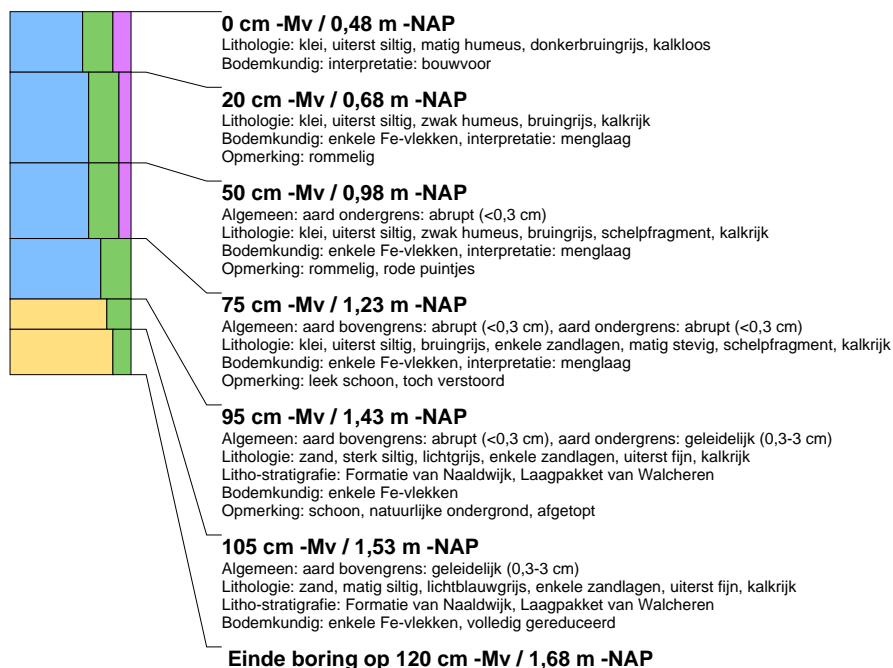 0 cm -Mv / 0,48 m -NAP
Lithologie: klei, uiterst siltig, matig humeus, donkerbruingrijs, kalkloos
Bodemkundig: interpretatie: bouwvoor
20 cm -Mv / 0,68 m -NAP
Lithologie: klei, uiterst siltig, zwak humeus, bruingrijs, kalkrijk
Bodemkundig: enkele Fe-vlekken, interpretatie: menglaag
Opmerking: rommelig
50 cm -Mv / 0,98 m -NAP
Algemeen: aard ondergrens: abrupt (<0,3 cm)
Lithologie: klei, uiterst siltig, zwak humeus, bruingrijs, schelpfragment, kalkrijk
Bodemkundig: enkele Fe-vlekken, interpretatie: menglaag
Opmerking: rommelig, rode puintjes
75 cm -Mv / 1,23 m -NAP
Algemeen: aard bovengrens: abrupt (<0,3 cm), aard ondergrens: abrupt (<0,3 cm)
Lithologie: klei, uiterst siltig, bruingrijs, enkele zandlagen, matig stevig, schelpfragment, kalkrijk
Bodemkundig: enkele Fe-vlekken, interpretatie: menglaag
Opmerking: leek schoon, toch verstoord
95 cm -Mv / 1,43 m -NAP
Algemeen: aard bovengrens: abrupt (<0,3 cm), aard ondergrens: geleidelijk (0,3-3 cm)
Lithologie: zand, sterk siltig, lichtgrijs, enkele zandlagen, uiterst fijn, kalkrijk
Litho-stratigrafie: Formatie van Naaldwijk, Laagpakket van Walcheren
Bodemkundig: enkele Fe-vlekken
Opmerking: schoon, natuurlijke ondergrond, afgetopt
105 cm -Mv / 1,53 m -NAP
Algemeen: aard bovengrens: geleidelijk (0,3-3 cm)
Lithologie: zand, matig siltig, lichtblauwgrijs, enkele zandlagen, uiterst fijn, kalkrijk
Litho-stratigrafie: Formatie van Naaldwijk, Laagpakket van Walcheren
Bodemkundig: enkele Fe-vlekken, volledig gereduceerd
Einde boring op 120 cm -Mv / 1,68 m -NAP